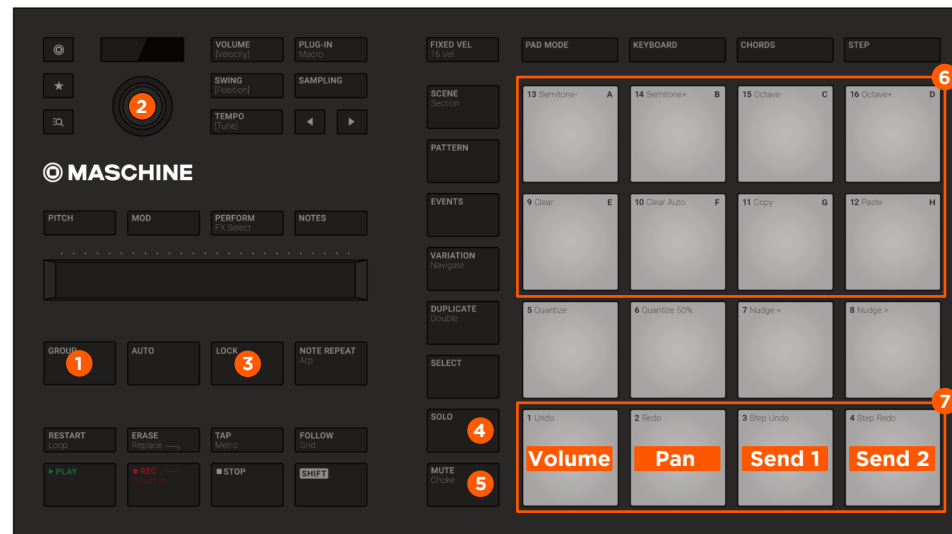 VOLUME PLUG-IN FIXED VEL PAD MODE KEYBOARD CHORDS STEP
[Velocity] Macro 16 Vel
6
SWING SAMPLING SCENE 13 Semitone- A 14 Semitone+ B 15 Octave- C 16 Octave+ D
[Position] Section
2
TEMPO
[Tune]
PATTERN
MASCHINE
EVENTS 9 Clear E 10 Clear Auto F 11 Copy G 12 Paste H
PITCH MOD PERFORM NOTES
FX Select
VARIATION
Navigate
DUPLICATE 5 Quantize 6 Quantize 50% 7 Nudge < 8 Nudge >
Double
GROUP AUTO LOCK NOTE REPEAT
Arp
1 3
SELECT
7
SOLO 1 Undo 2 Redo 3 Step Undo 4 Step Redo
4
RESTART ERASE TAP FOLLOW
Loop Replace Metro Grid
Volume Pan Send 1 Send 2
PLAY REC STOP SHIFT MUTE
Choke
5